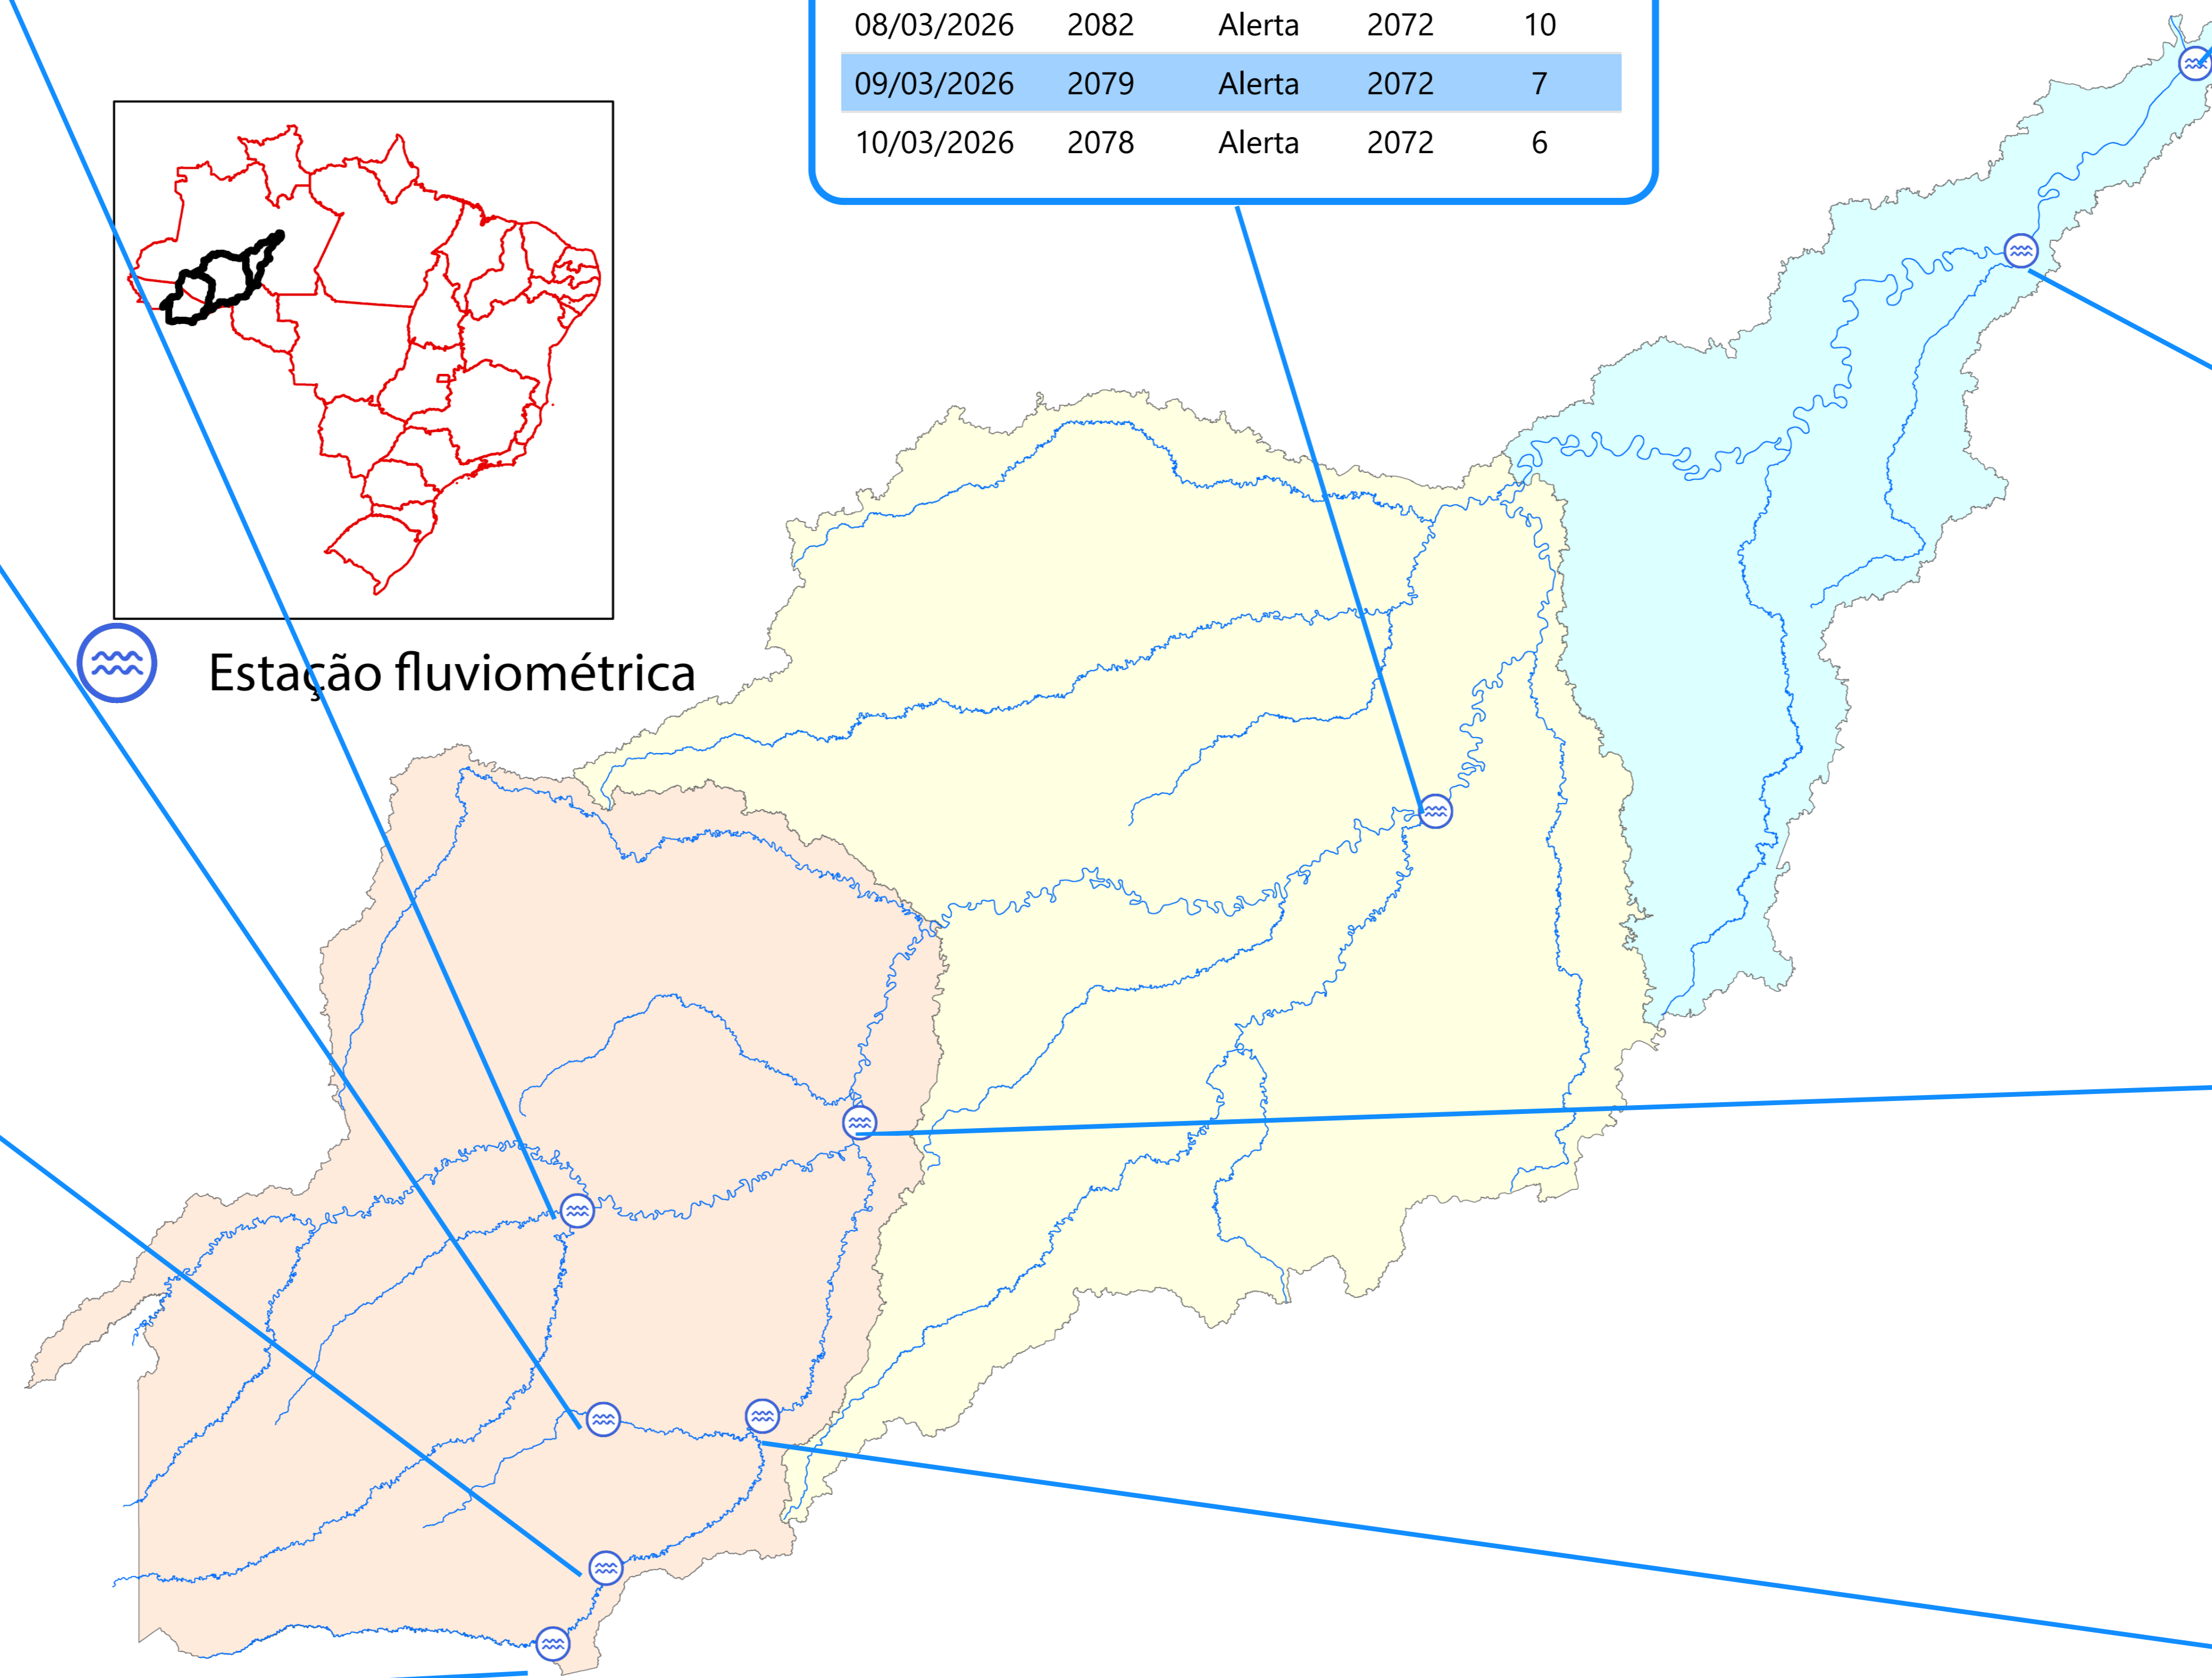 08/03/2026 2082 Alerta 2072 10
09/03/2026 2079 Alerta 2072 7
10/03/2026 2078 Alerta 2072 6
Estação fluviométrica